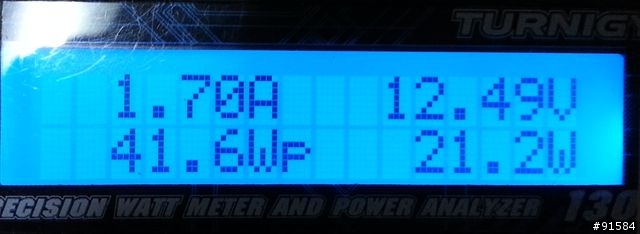 TURNIG
1.70A 12.49V
41.6Wp 21.2W
ECISION WATT METER AND POWER ANALYZER 130
#91584